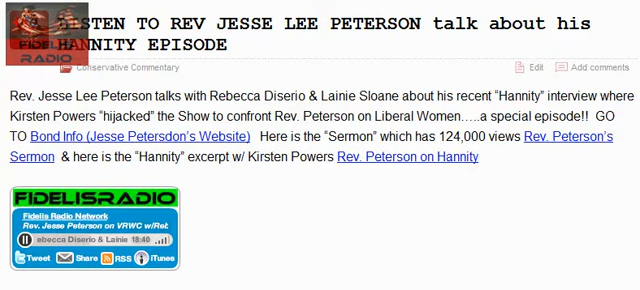 LISTEN TO REV JESSE LEE PETERSON talk about his
HANNITY EPISODE
FIDELIS
RADIO
Conservative Commentary
Edit
Add comments
Rev. Jesse Lee Peterson talks with Rebecca Diserio & Lainie Sloane about his recent “Hannity” interview where
Kirsten Powers “hijacked” the Show to confront Rev. Peterson on Liberal Women.….a special episode!!  GO
TO Bond Info (Jesse Petersdon’s Website)  Here is the “Sermon” which has 124,000 views Rev. Peterson’s
Sermon  & here is the “Hannity” excerpt w/ Kirsten Powers Rev. Peterson on Hannity
FIDELISRADIO
Fidelis Radio Network
Rev. Jesse Peterson on VRWC w/Reb
ebecca Diserio & Lainie 18:40
Tweet Share RSS iTunes